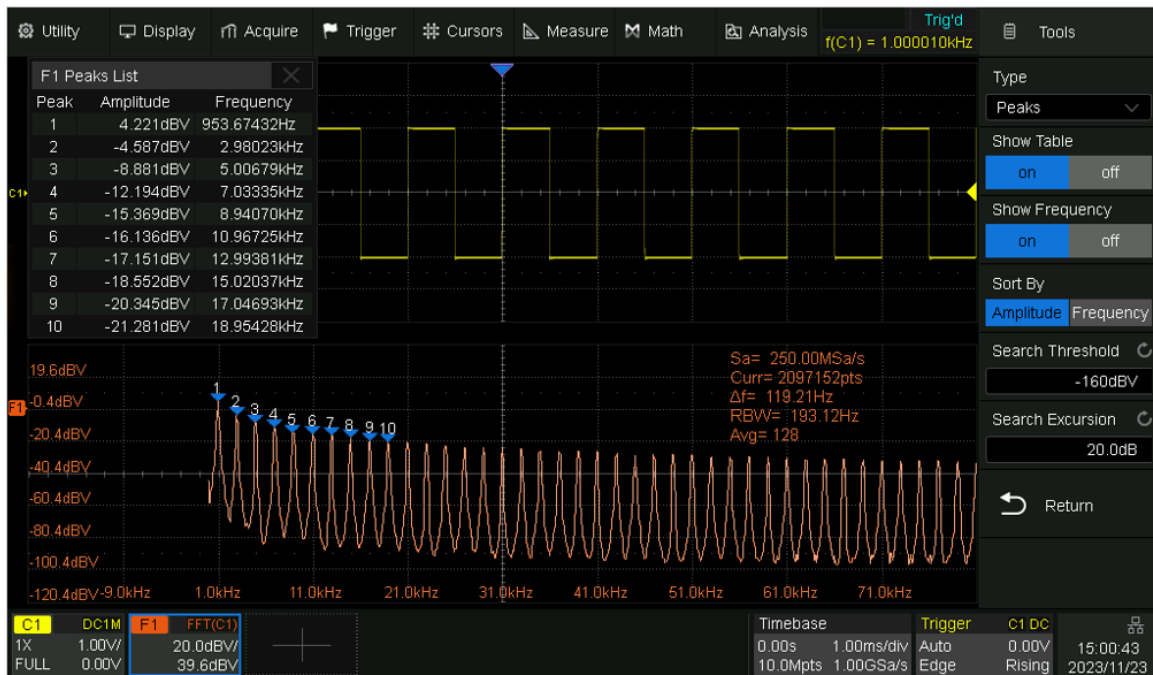 Utility Display Acquire Trigger Cursors Measure Math Analysis
Trig'd
f(C1) = 1.000010kHz
F1 Peaks List
Peak Amplitude Frequency
1 4.221dBV 953.67432Hz
2 -4.587dBV 2.98023kHz
3 -8.881dBV 5.00679kHz
4 -12.194dBV 7.03335kHz
5 -15.369dBV 8.94070kHz
6 -16.136dBV 10.96725kHz
7 -17.151dBV 12.99381kHz
8 -18.552dBV 15.02037kHz
9 -20.345dBV 17.04693kHz
10 -21.281dBV 18.95428kHz
C1
19.6dBV
-0.4dBV
-20.4dBV
-40.4dBV
-60.4dBV
-80.4dBV
-100.4dBV
-120.4dBV
F1
1 2 3 4 5 6 7 8 9 10
Sa= 250.00MSa/s
Curr= 2097152pts
Δf= 119.21Hz
RBW= 193.12Hz
Avg= 128
-9.0kHz 1.0kHz 11.0kHz 21.0kHz 31.0kHz 41.0kHz 51.0kHz 61.0kHz 71.0kHz
Tools
Type
Peaks
Show Table
on off
Show Frequency
on off
Sort By
Amplitude Frequency
Search Threshold
-160dBV
Search Excursion
20.0dB
Return
C1 DC1M
1X 1.00V/
FULL 0.00V
F1 FFT(C1)
20.0dBV/
39.6dBV
Timebase
0.00s 1.00ms/div
10.0Mpts 1.00GSa/s
Trigger C1 DC
Auto 0.00V
Edge Rising
15:00:43
2023/11/23